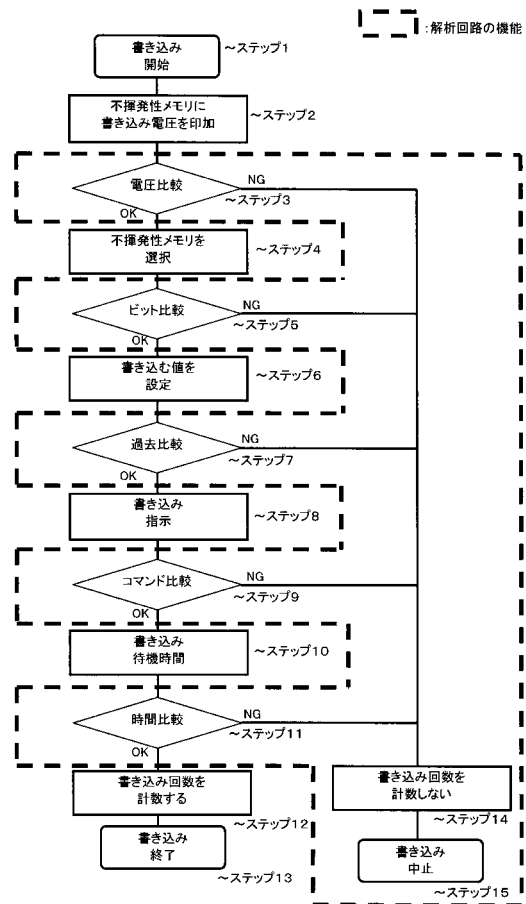 :解析回路の機能
書き込み
開始
~ステップ1
不揮発性メモリに
書き込み電圧を印加
~ステップ2
電圧比較
NG
~ステップ3
OK
不揮発性メモリを
選択
~ステップ4
ビット比較
NG
~ステップ5
OK
書き込む値を
設定
~ステップ6
過去比較
NG
~ステップ7
OK
書き込み
指示
~ステップ8
コマンド比較
NG
~ステップ9
OK
書き込み
待機時間
~ステップ10
時間比較
NG
~ステップ11
OK
書き込み回数を
計数する
~ステップ12
書き込み回数を
計数しない
~ステップ14
書き込み
終了
~ステップ13
書き込み
中止
~ステップ15